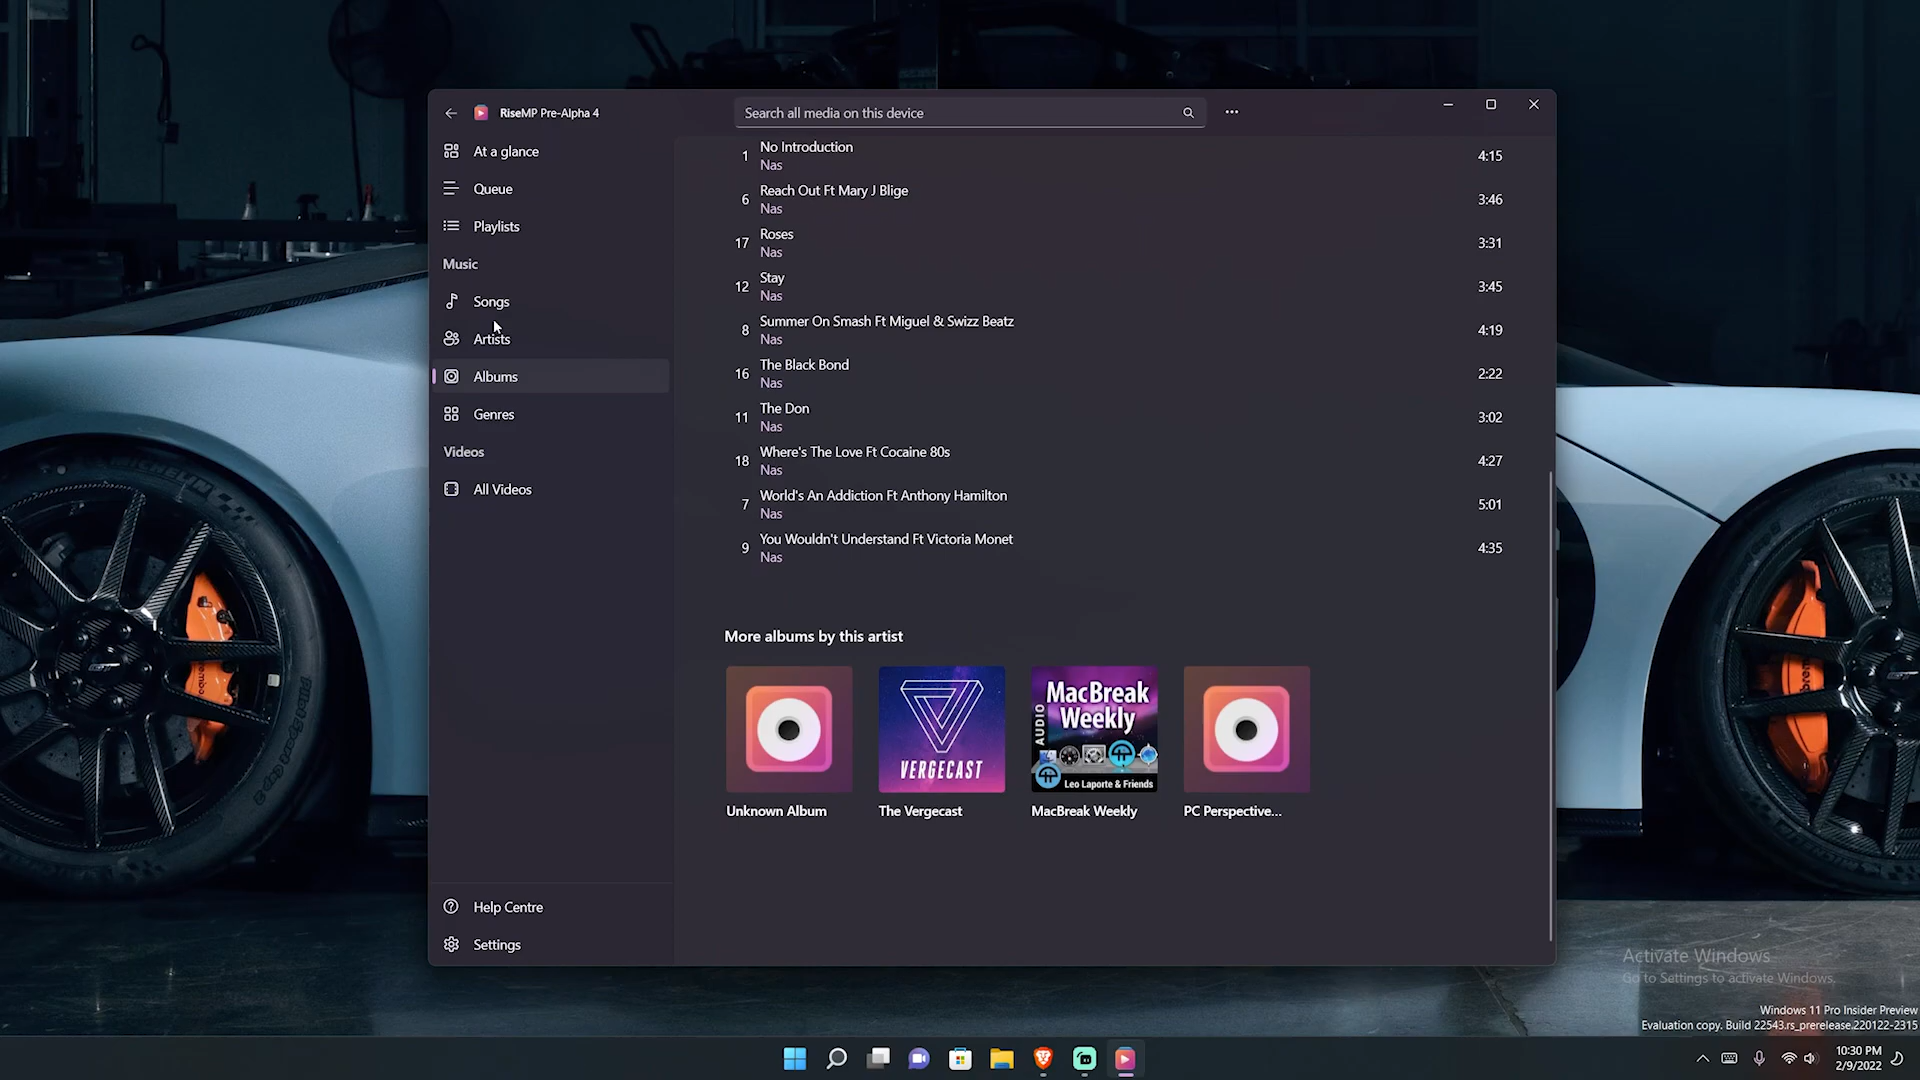 RiseMP Pre-Alpha 4
Search all media on this device
At a glance
Queue
Playlists
Music
Songs
Artists
Albums
Genres
Videos
All Videos
Help Centre
Settings
1 No Introduction 4:15
Nas
6 Reach Out Ft Mary J Blige 3:46
Nas
17 Roses 3:31
Nas
12 Stay 3:45
Nas
8 Summer On Smash Ft Miguel & Swizz Beatz 4:19
Nas
16 The Black Bond 2:22
Nas
11 The Don 3:02
Nas
18 Where's The Love Ft Cocaine 80s 4:27
Nas
7 World's An Addiction Ft Anthony Hamilton 5:01
Nas
9 You Wouldn't Understand Ft Victoria Monet 4:35
Nas
More albums by this artist
VERGECAST
AUDIO
MacBreak
Weekly
Leo Laporte & Friends
Unknown Album
The Vergecast
MacBreak Weekly
PC Perspective...
MICHELIN
brembo
Activate Windows
Go to Settings to activate Windows.
Windows 11 Pro Insider Preview
Evaluation copy. Build 22543.rs_prerelease.220122-2315
10:30 PM
2/9/2022